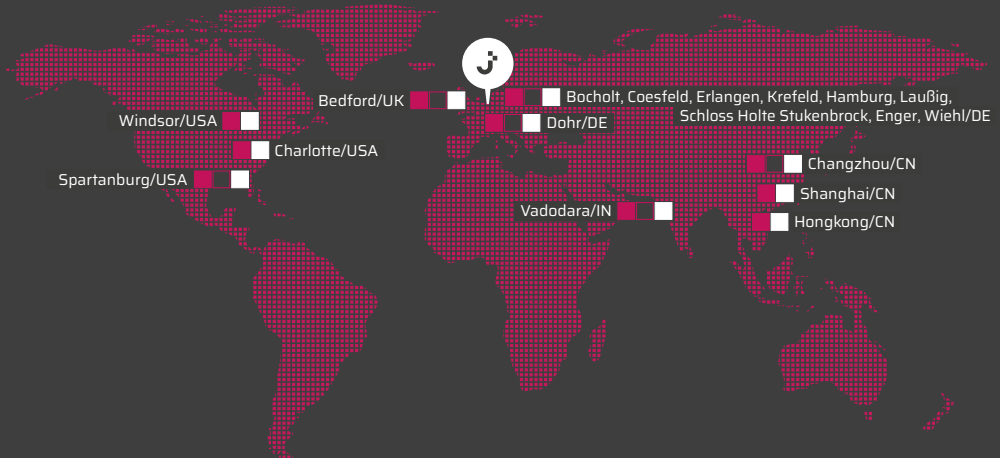 Bedford/UK
Bocholt, Coesfeld, Erlangen, Krefeld, Hamburg, Laußig,
Schloss Holte Stukenbrock, Enger, Wiehl/DE
Windsor/USA
Dohr/DE
Charlotte/USA
Changzhou/CN
Spartanburg/USA
Shanghai/CN
Vadodara/IN
Hongkong/CN